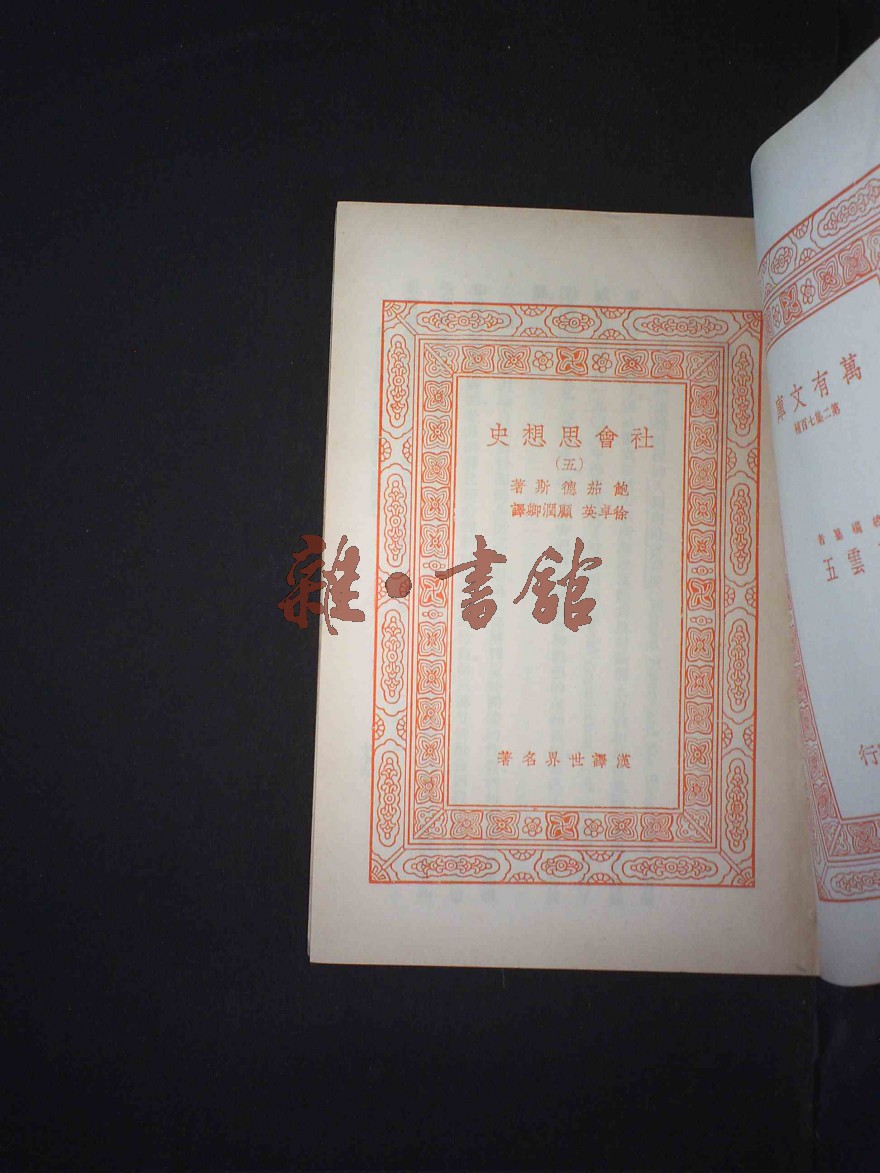 社會思想史
(五)
鮑茄德斯著
徐卓英 顧潤卿譯
漢譯世界名著
萬有文庫
第二集七百種
雲五
行
雜·書館